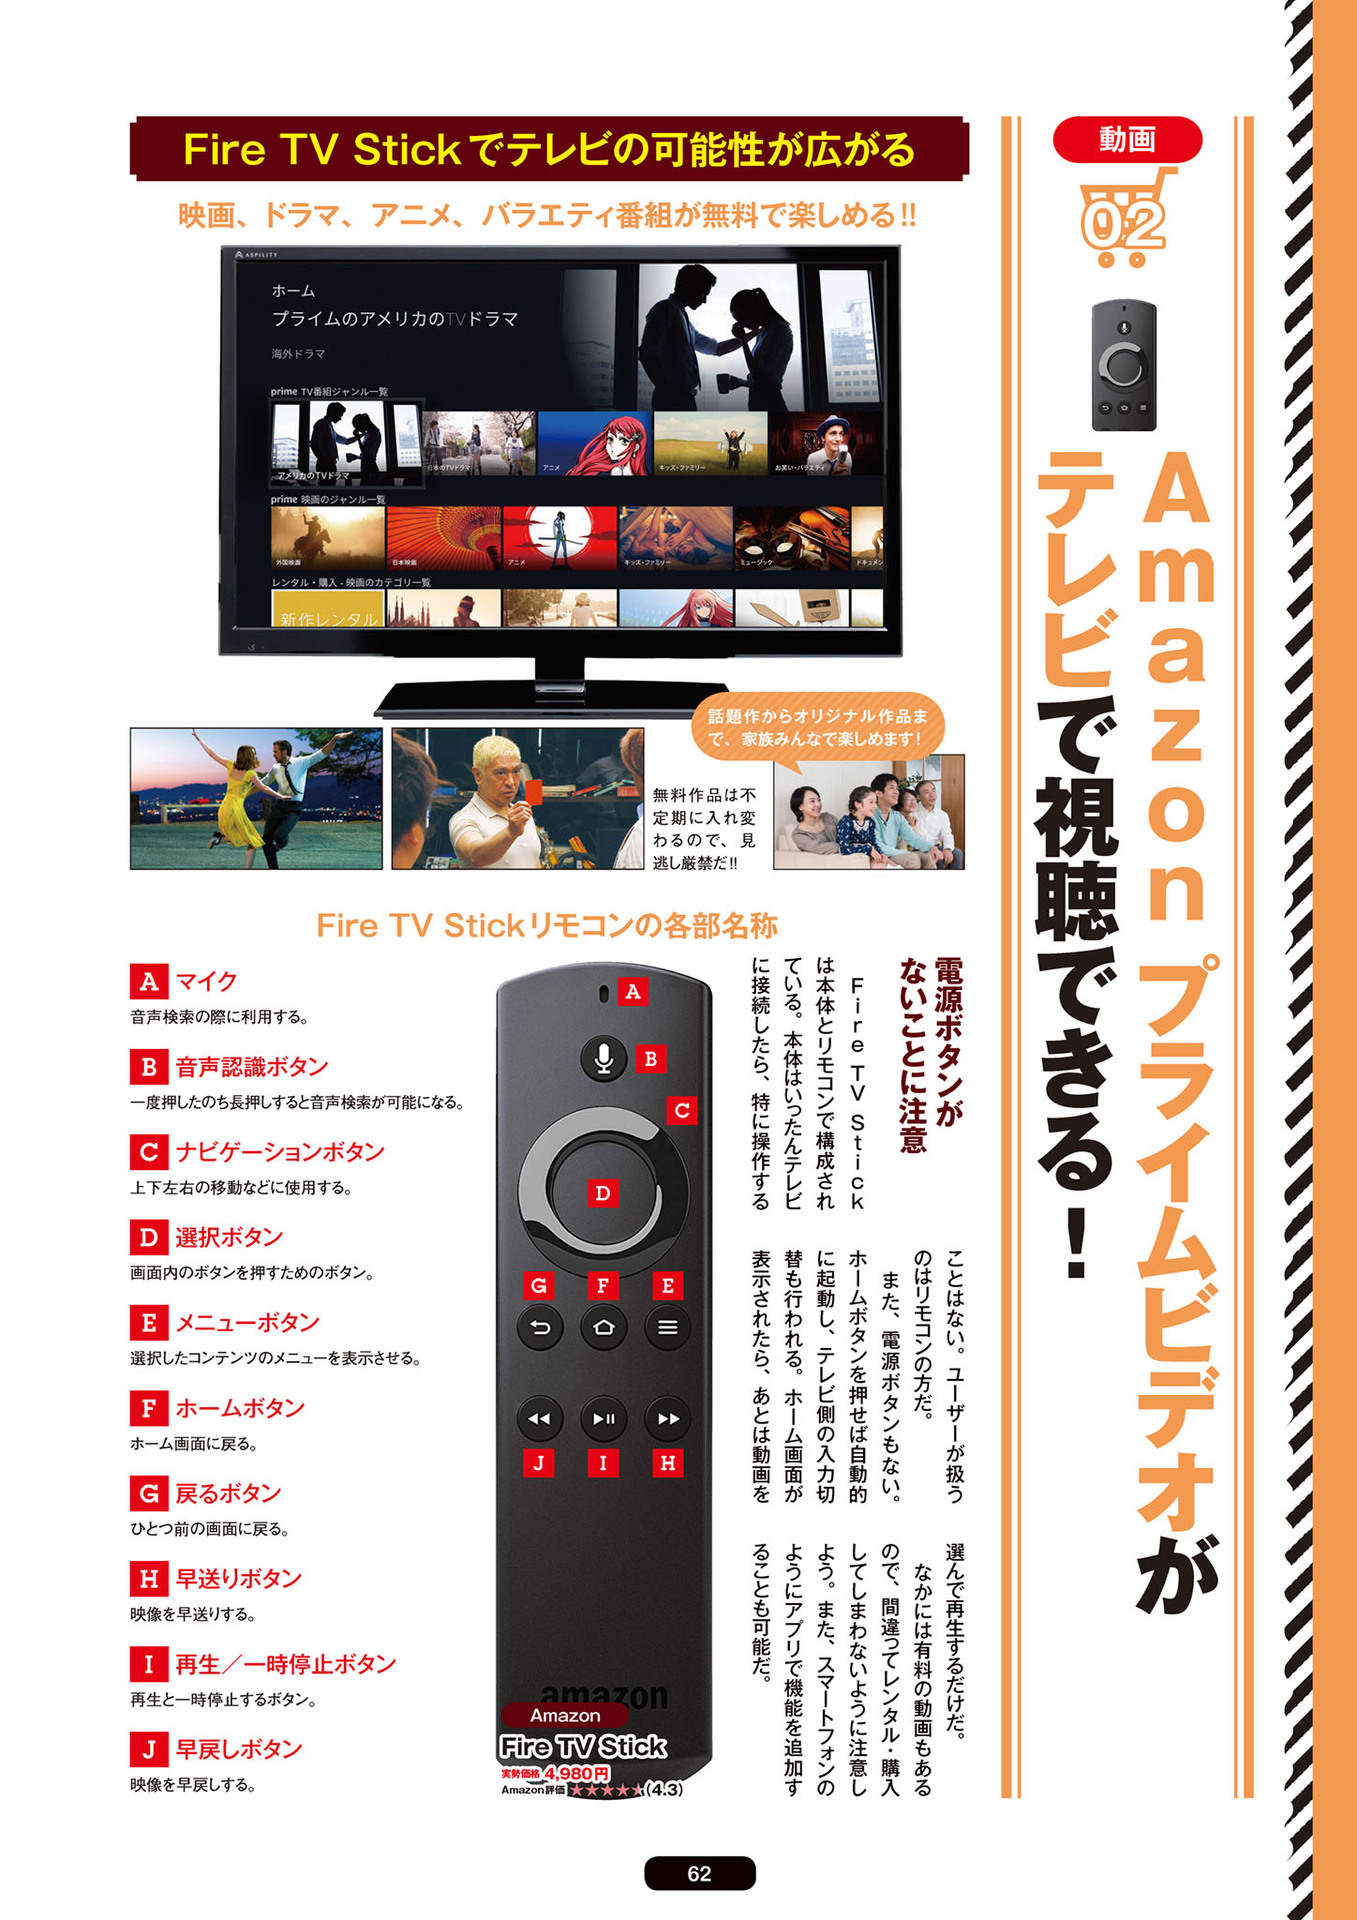 動画
02
Amazonプライムビデオが
テレビで視聴できる！
Fire TV Stickでテレビの可能性が広がる
映画、ドラマ、アニメ、バラエティ番組が無料で楽しめる!!
ASPILITY
ホーム
プライムのアメリカのTVドラマ
海外ドラマ
prime TV番組ジャンル一覧
アメリカのTVドラマ
日本のTVドラマ
アニメ
キッズ・ファミリー
お笑い・バラエティ
prime 映画のジャンル一覧
外国映画
日本映画
アニメ
キッズ・ファミリー
ミュージック
ドキュメン
レンタル・購入 - 映画のカテゴリ一覧
新作レンタル
話題作からオリジナル作品ま
で、家族みんなで楽しめます!
無料作品は不
定期に入れ変
わるので、見
逃し厳禁だ!!
Fire TV Stickリモコンの各部名称
A マイク
音声検索の際に利用する。
B 音声認識ボタン
一度押したのち長押しすると音声検索が可能になる。
C ナビゲーションボタン
上下左右の移動などに使用する。
D 選択ボタン
画面内のボタンを押すためのボタン。
E メニューボタン
選択したコンテンツのメニューを表示させる。
F ホームボタン
ホーム画面に戻る。
G 戻るボタン
ひとつ前の画面に戻る。
H 早送りボタン
映像を早送りする。
I 再生／一時停止ボタン
再生と一時停止するボタン。
J 早戻しボタン
映像を早戻しする。
A
B
C
D
G F E
J I H
amazon
Amazon
Fire TV Stick
実勢価格 4,980円
Amazon評価 ★★★★★(4.3)
電源ボタンが
ないことに注意
Fire TV Stick
は本体とリモコンで構成され
ている。本体はいったんテレビ
に接続したら、特に操作する
ことはない。ユーザーが扱う
のはリモコンの方だ。
また、電源ボタンもない。
ホームボタンを押せば自動的
に起動し、テレビ側の入力切
替も行われる。ホーム画面が
表示されたら、あとは動画を
選んで再生するだけだ。
なかには有料の動画もある
ので、間違ってレンタル・購入
してしまわないように注意し
よう。また、スマートフォンの
ようにアプリで機能を追加す
ることも可能だ。
62